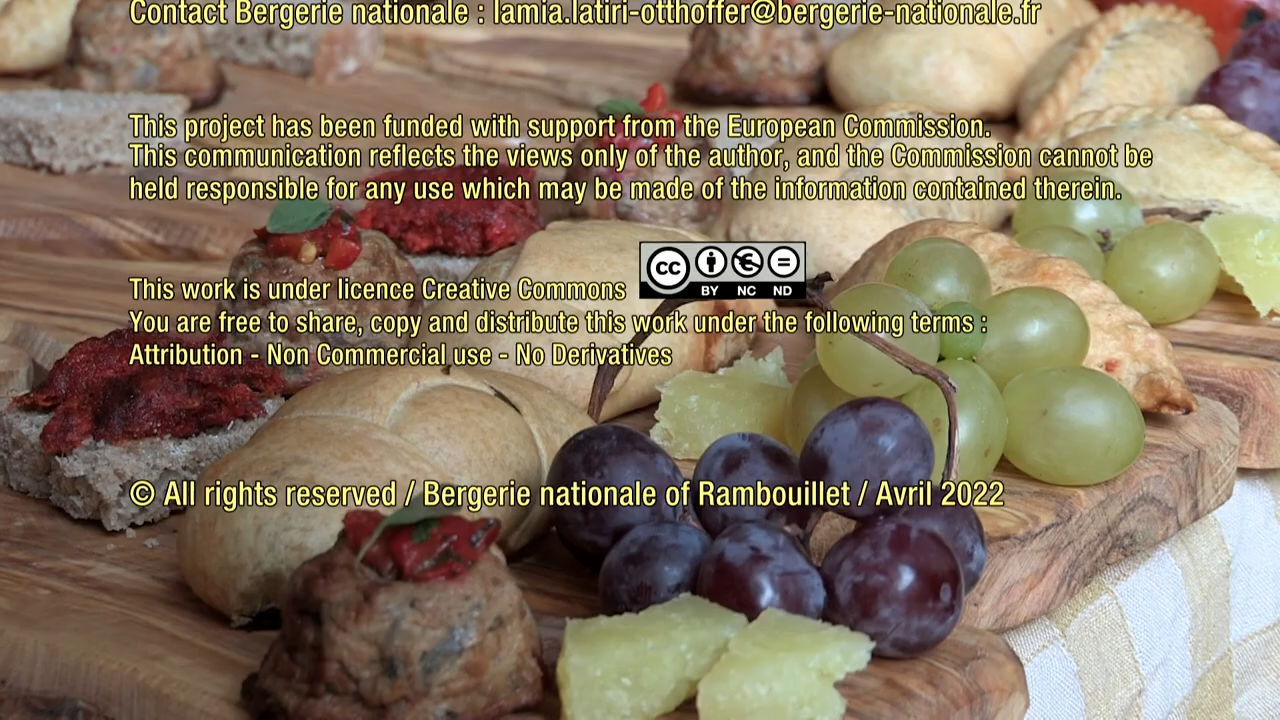 Contact Bergerie nationale : lamia.latiri-otthoffer@bergerie-nationale.fr
This project has been funded with support from the European Commission.
This communication reflects the views only of the author, and the Commission cannot be
held responsible for any use which may be made of the information contained therein.
This work is under licence Creative Commons
cc BY NC ND
You are free to share, copy and distribute this work under the following terms :
Attribution - Non Commercial use - No Derivatives
© All rights reserved / Bergerie nationale of Rambouillet / Avril 2022